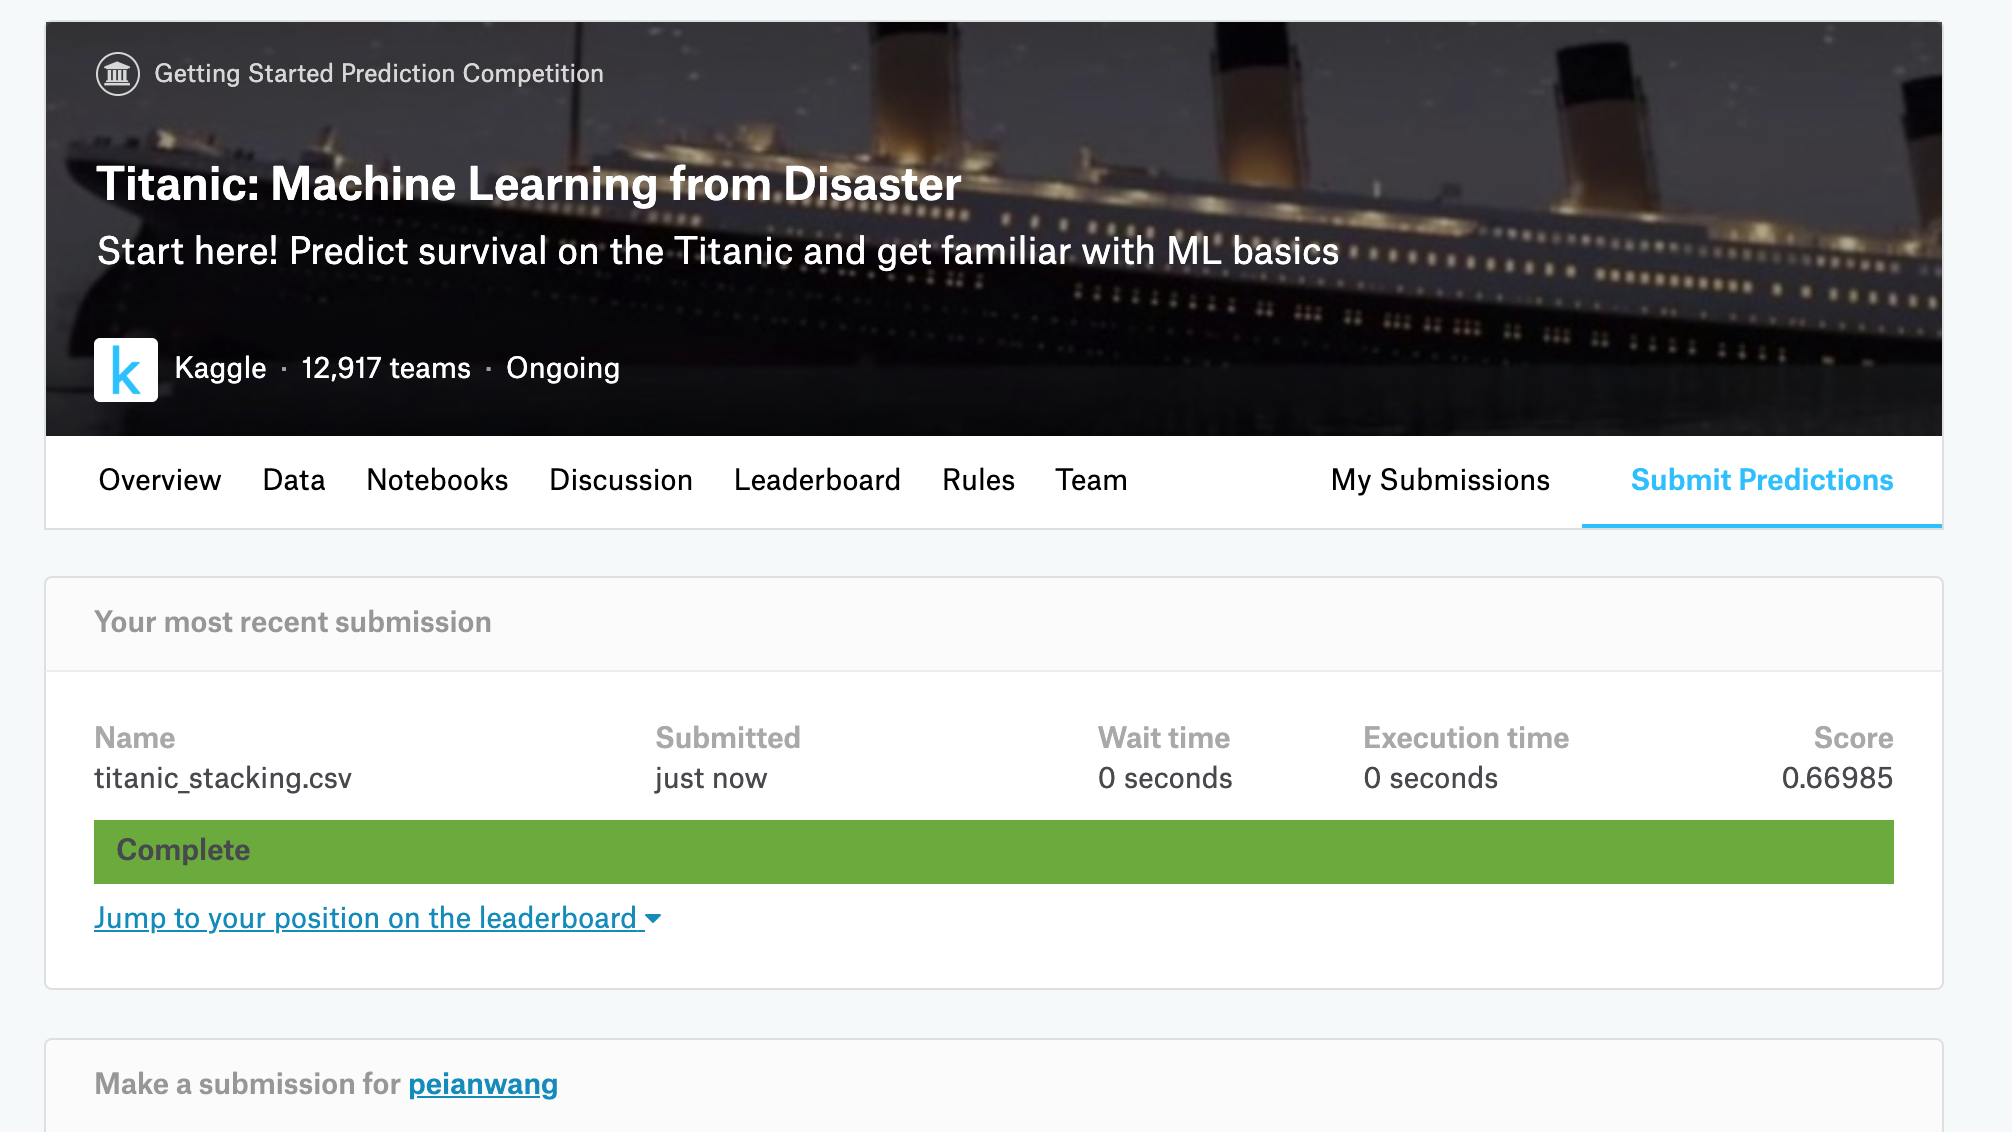 Getting Started Prediction Competition
Titanic: Machine Learning from Disaster
Start here! Predict survival on the Titanic and get familiar with ML basics
k Kaggle · 12,917 teams · Ongoing
Overview Data Notebooks Discussion Leaderboard Rules Team My Submissions Submit Predictions
Your most recent submission
Name Submitted Wait time Execution time Score
titanic_stacking.csv just now 0 seconds 0 seconds 0.66985
Complete
Jump to your position on the leaderboard
Make a submission for peianwang